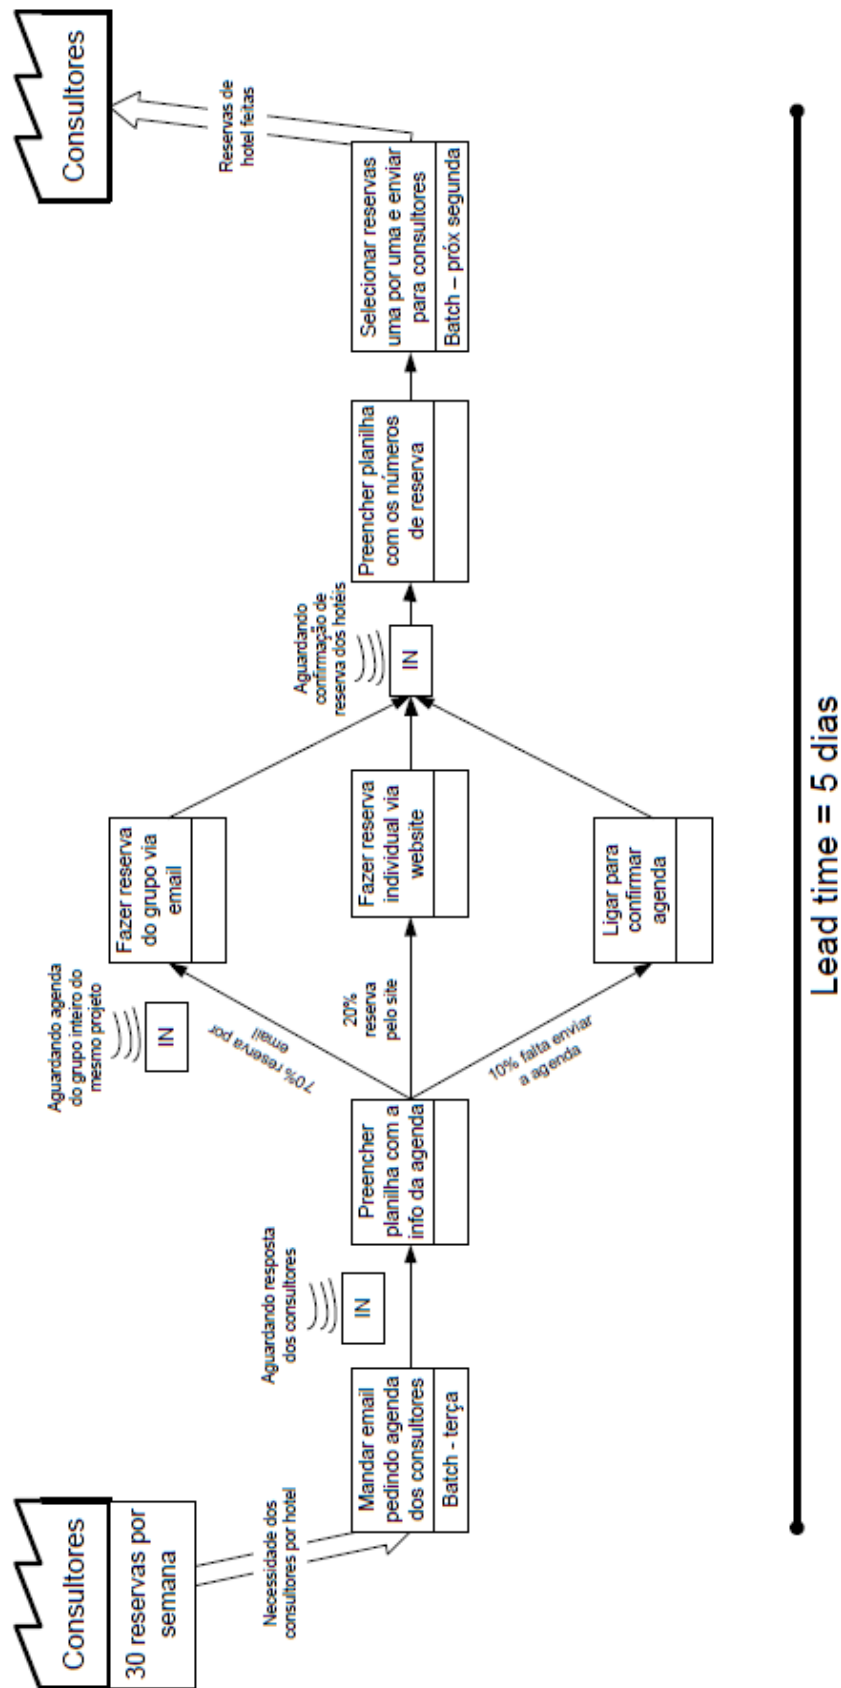 Consultores
30 reservas por
semana
Necessidade dos
consultores por hotel
Mandar email
pedindo agenda
dos consultores
Batch - terça
Aguardando resposta
dos consultores
IN
Preencher
planilha com a
info da agenda
70% reserva por
email
20%
reserva
pelo site
10% falta enviar
a agenda
Aguardando agenda
do grupo inteiro do
mesmo projeto
IN
Fazer reserva
do grupo via
email
Fazer reserva
individual via
website
Ligar para
confirmar
agenda
Aguardando
confirmação de
reserva dos hotéis
IN
Preencher planilha
com os números
de reserva
Selecionar reservas
uma por uma e enviar
para consultores
Batch – próx segunda
Reservas de
hotel feitas
Consultores
Lead time = 5 dias